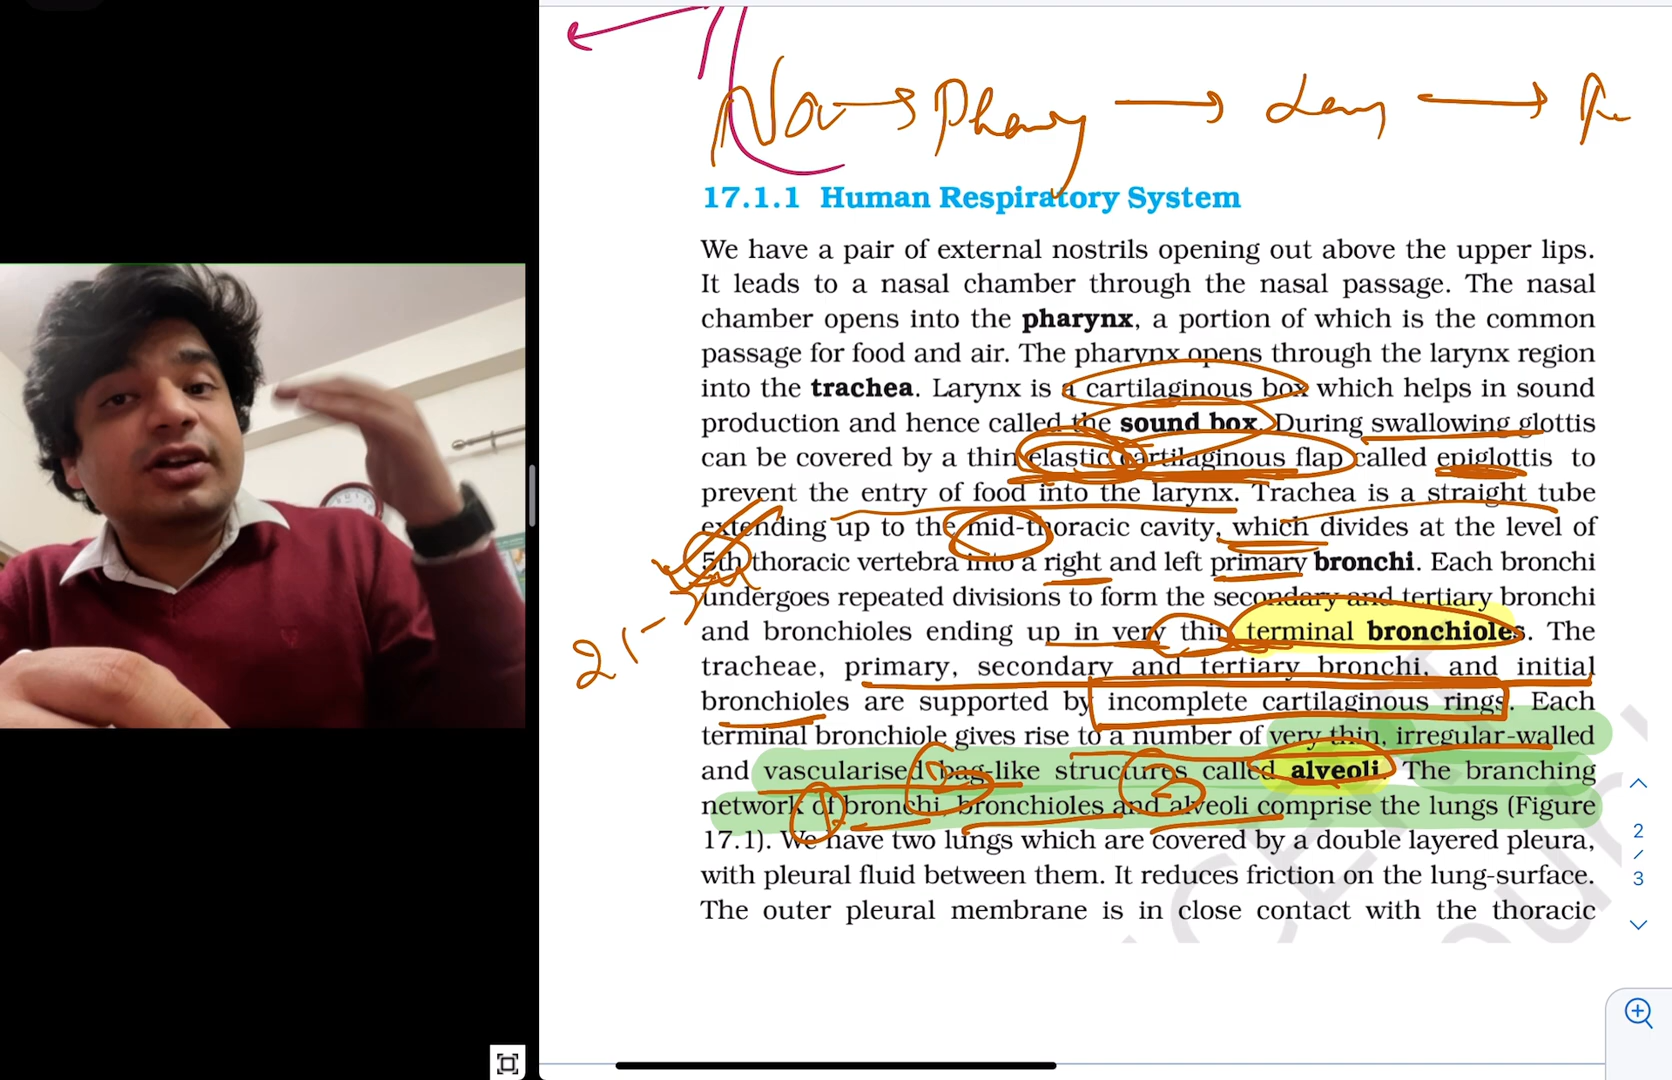 17.1.1 Human Respiratory System
We have a pair of external nostrils opening out above the upper lips.
It leads to a nasal chamber through the nasal passage. The nasal
chamber opens into the pharynx, a portion of which is the common
passage for food and air. The pharynx opens through the larynx region
into the trachea. Larynx is a cartilaginous box which helps in sound
production and hence called the sound box. During swallowing glottis
can be covered by a thin elastic cartilaginous flap called epiglottis to
prevent the entry of food into the larynx. Trachea is a straight tube
extending up to the mid-thoracic cavity, which divides at the level of
5th thoracic vertebra into a right and left primary bronchi. Each bronchi
undergoes repeated divisions to form the secondary and tertiary bronchi
and bronchioles ending up in very thin terminal bronchioles. The
tracheae, primary, secondary and tertiary bronchi, and initial
bronchioles are supported by incomplete cartilaginous rings. Each
terminal bronchiole gives rise to a number of very thin, irregular-walled
and vascularised bag-like structures called alveoli. The branching
network of bronchi, bronchioles and alveoli comprise the lungs (Figure
17.1). We have two lungs which are covered by a double layered pleura,
with pleural fluid between them. It reduces friction on the lung-surface.
The outer pleural membrane is in close contact with the thoracic
2
/
3